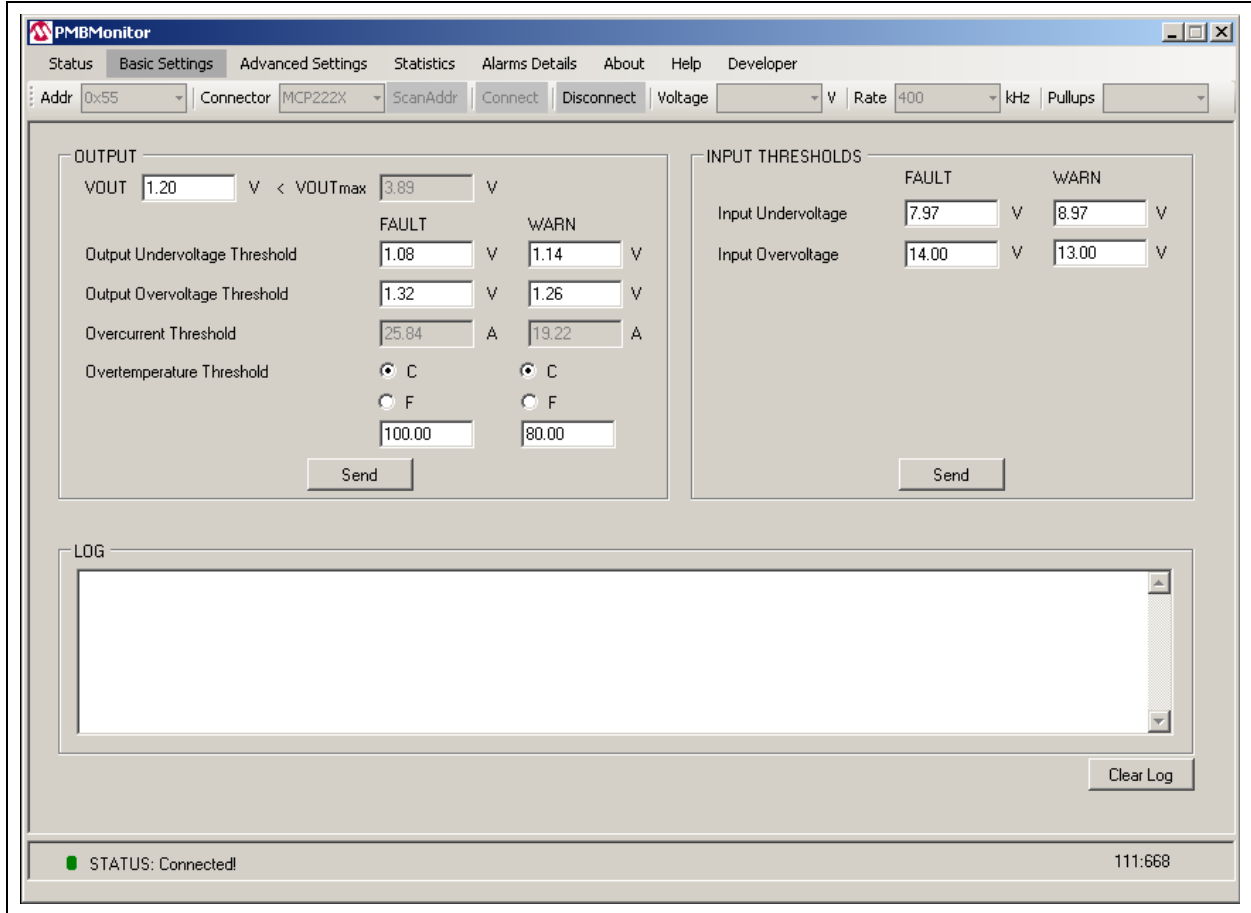 PMBMonitor
Status Basic Settings Advanced Settings Statistics Alarms Details About Help Developer
Addr 0x55 Connector MCP222X ScanAddr Connect Disconnect Voltage V Rate 400 kHz Pullups
OUTPUT
VOUT 1.20 V < VOUTmax 3.89 V
FAULT WARN
Output Undervoltage Threshold 1.08 V 1.14 V
Output Overvoltage Threshold 1.32 V 1.26 V
Overcurrent Threshold 25.84 A 19.22 A
Overtemperature Threshold C C
F F
100.00 80.00
Send
INPUT THRESHOLDS
FAULT WARN
Input Undervoltage 7.97 V 8.97 V
Input Overvoltage 14.00 V 13.00 V
Send
LOG
Clear Log
STATUS: Connected! 111:668